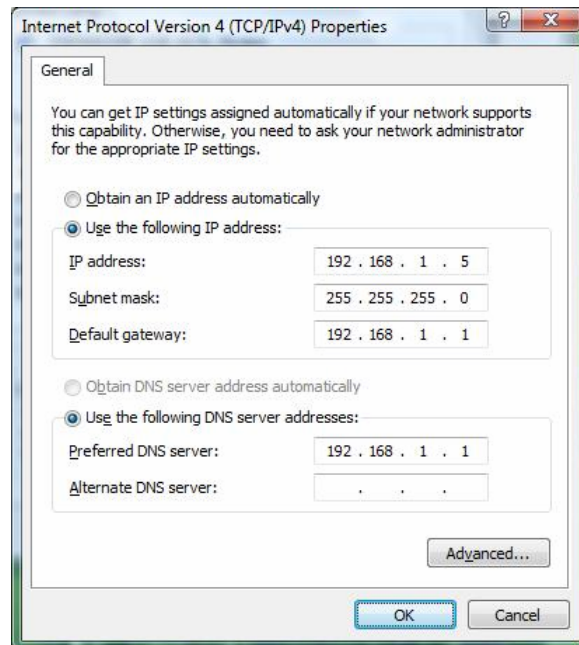 Internet Protocol Version 4 (TCP/IPv4) Properties
?
X
General
You can get IP settings assigned automatically if your network supports
this capability. Otherwise, you need to ask your network administrator
for the appropriate IP settings.
Obtain an IP address automatically
Use the following IP address:
IP address: 192 . 168 . 1 . 5
Subnet mask: 255 . 255 . 255 . 0
Default gateway: 192 . 168 . 1 . 1
Obtain DNS server address automatically
Use the following DNS server addresses:
Preferred DNS server: 192 . 168 . 1 . 1
Alternate DNS server: . . .
Advanced...
OK Cancel